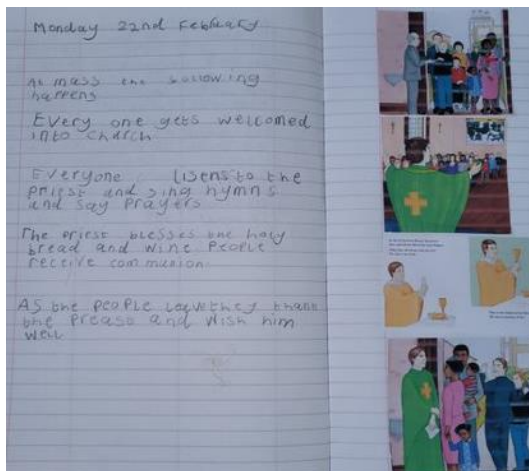 Monday 22nd February
At mass the following
happens
Every one gets welcomed
into church
Everyone lisens to the
priest and sing hymns
and say prayers
The priest blesses the holy
bread and wine People
receive communion.
As the people leave they thank
the preast and wish him
well